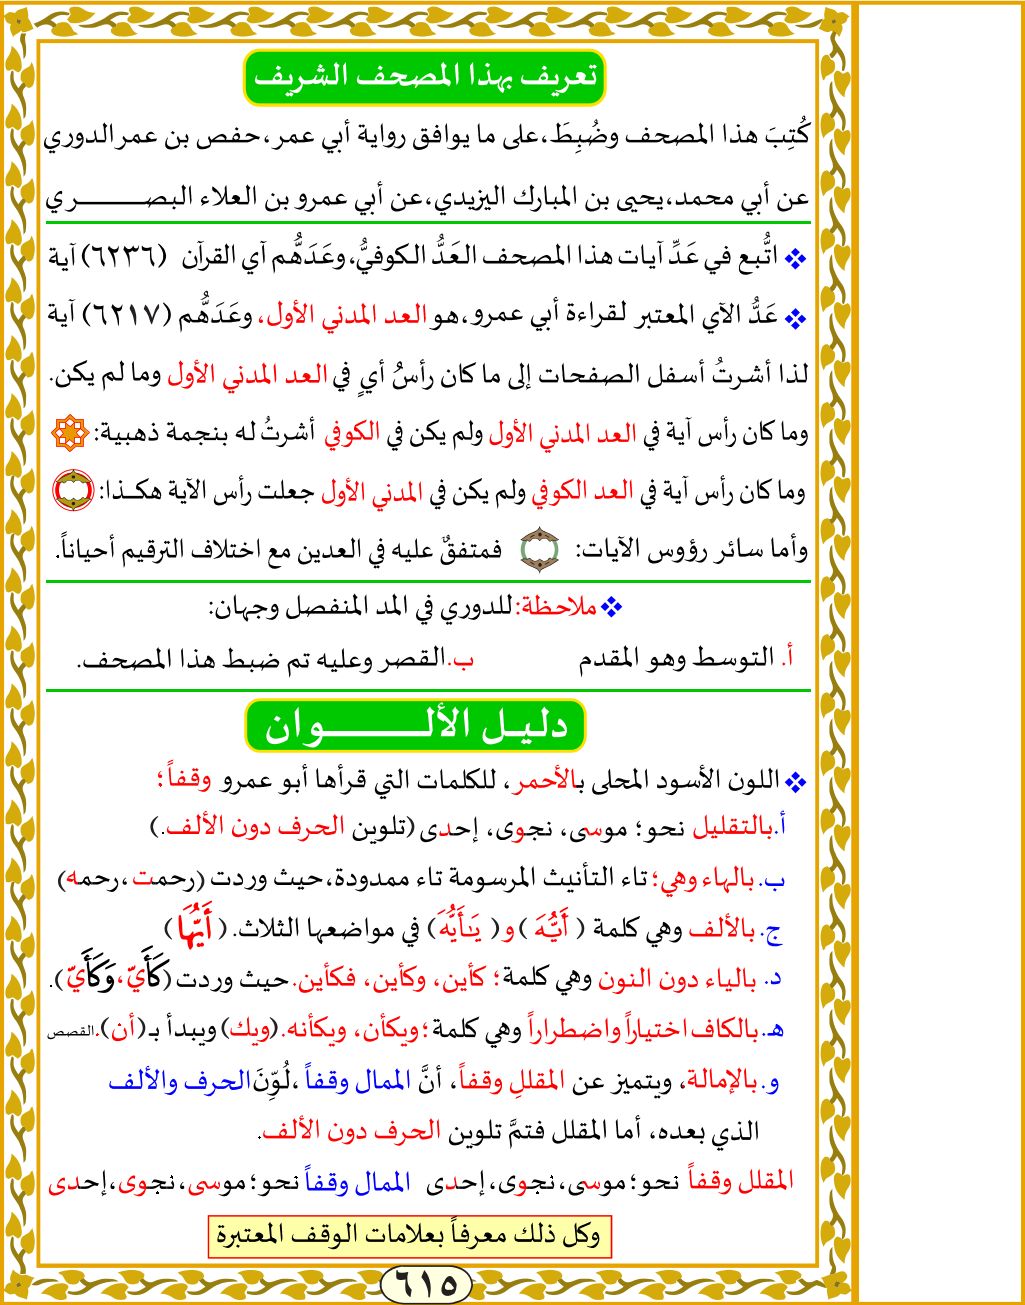 تعريف بهذا المصحف الشريف
كُتِبَ هذا المصحف وضُبِطَ،على ما يوافق رواية أبي عمر،حفص بن عمر الدوري
عن أبي محمد،يحيى بن المبارك اليزيدي،عن أبي عمرو بن العلاء البصـــــــري
اتُّبع في عَدِّ آيات هذا المصحف العَدُّ الكوفيُّ،وعَدَدهُّم آي القرآن (٦٢٣٦) آية
عَدُّ الآي المعتبر لقراءة أبي عمرو،هو العد المدني الأول، وعَدَهُّم (٦٢١٧) آية
لذا أشرتُ أسفل الصفحات إلى ما كان رأسُ أيٍ في العد المدني الأول وما لم يكن.
وما كان رأس آية في العد المدني الأول ولم يكن في الكوفي أشرتُ له بنجمة ذهبية:
وما كان رأس آية في العد الكوفي ولم يكن في المدني الأول جعلت رأس الآية هكـذا:
وأما سائر رؤوس الآيات: فمتفقٌ عليه في العدين مع اختلاف الترقيم أحياناً.
ملاحظة:للدوري في المد المنفصل وجهان:
أ. التوسط وهو المقدم ب.القصر وعليه تم ضبط هذا المصحف.
دليـل الألـــــــوان
اللون الأسود المحلى بالأحمر، للكلمات التي قرأها أبو عمرو وقفاً؛
أ.بالتقليل نحو؛ موسى، نجوى، إحدى (تلوين الحرف دون الألف.)
ب.بالهاء وهي؛ تاء التأنيث المرسومة تاء ممدودة،حيث وردت (رحمت ،رحمه)
ج.بالألف وهي كلمة ( أَيُّهَ ) و( يَـٰأَيُّهَ) في مواضعها الثلاث. ( أَيُّهَا )
د. بالياء دون النون وهي كلمة؛ كأين، وكأين، فكأين. حيث وردت (كَأَيِّ، وَكَأَيِّ).
هـ.بالكاف اختياراً واضطراراً وهي كلمة؛ويكأن، ويكأنه.(ويك) ويبدأ بـ (أن).القصص
و.بالإمالة، ويتميز عن المقللِ وقفاً، أنَّ الممال وقفاً ،لُوِّنَ الحرف والألف
الذي بعده، أما المقلل فتمَّ تلوين الحرف دون الألف.
المقلل وقفاً نحو؛ موسى، نجوى، إحدى الممال وقفاً نحو؛ موسى، نجوى، إحدى
وكل ذلك معرفاً بعلامات الوقف المعتبرة
٦١٥